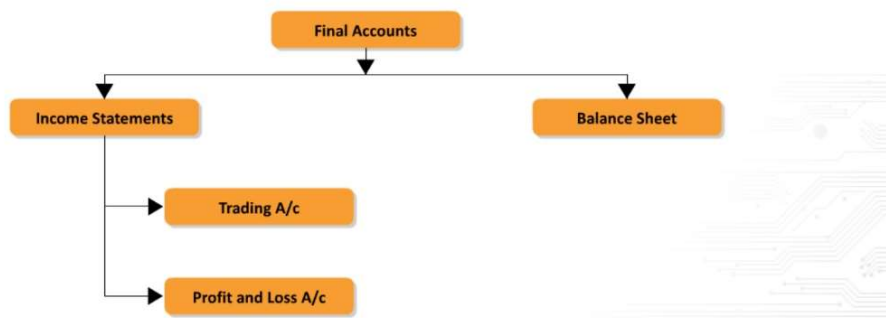 Final Accounts
Income Statements
Balance Sheet
Trading A/c
Profit and Loss A/c